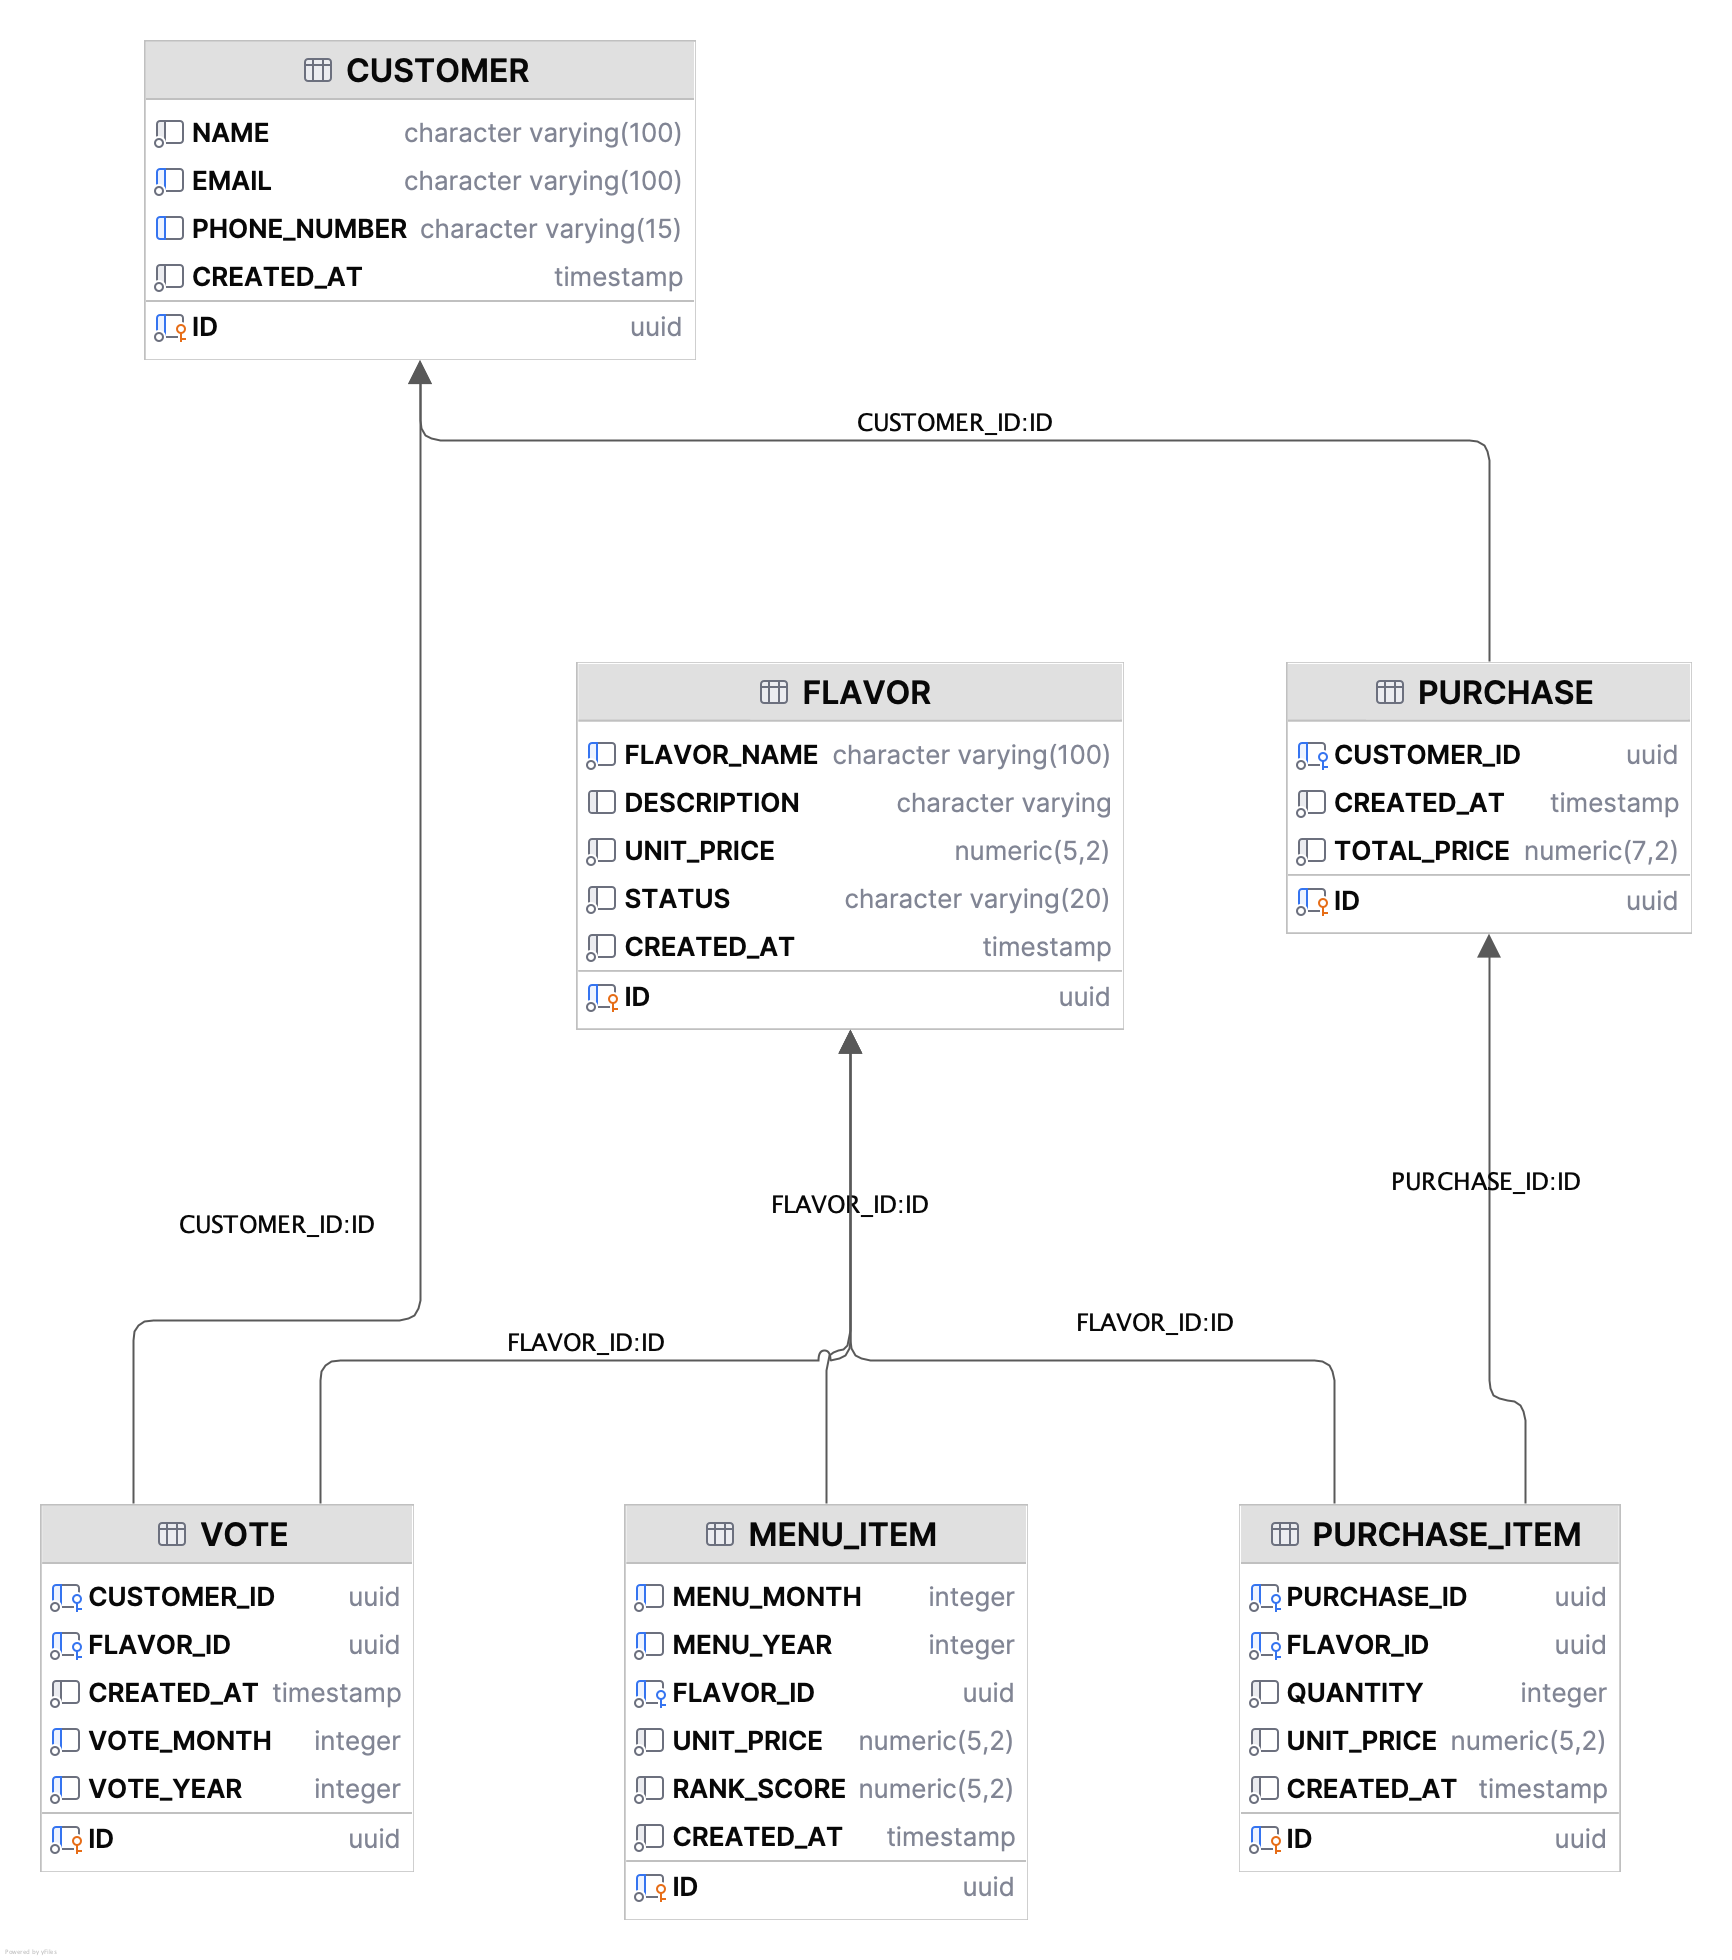 CUSTOMER
NAME character varying(100)
EMAIL character varying(100)
PHONE_NUMBER character varying(15)
CREATED_AT timestamp
ID uuid
CUSTOMER_ID:ID
FLAVOR
FLAVOR_NAME character varying(100)
DESCRIPTION character varying
UNIT_PRICE numeric(5,2)
STATUS character varying(20)
CREATED_AT timestamp
ID uuid
PURCHASE
CUSTOMER_ID uuid
CREATED_AT timestamp
TOTAL_PRICE numeric(7,2)
ID uuid
PURCHASE_ID:ID
FLAVOR_ID:ID
CUSTOMER_ID:ID
FLAVOR_ID:ID
FLAVOR_ID:ID
VOTE
CUSTOMER_ID uuid
FLAVOR_ID uuid
CREATED_AT timestamp
VOTE_MONTH integer
VOTE_YEAR integer
ID uuid
MENU_ITEM
MENU_MONTH integer
MENU_YEAR integer
FLAVOR_ID uuid
UNIT_PRICE numeric(5,2)
RANK_SCORE numeric(5,2)
CREATED_AT timestamp
ID uuid
PURCHASE_ITEM
PURCHASE_ID uuid
FLAVOR_ID uuid
QUANTITY integer
UNIT_PRICE numeric(5,2)
CREATED_AT timestamp
ID uuid
Powered by yFiles